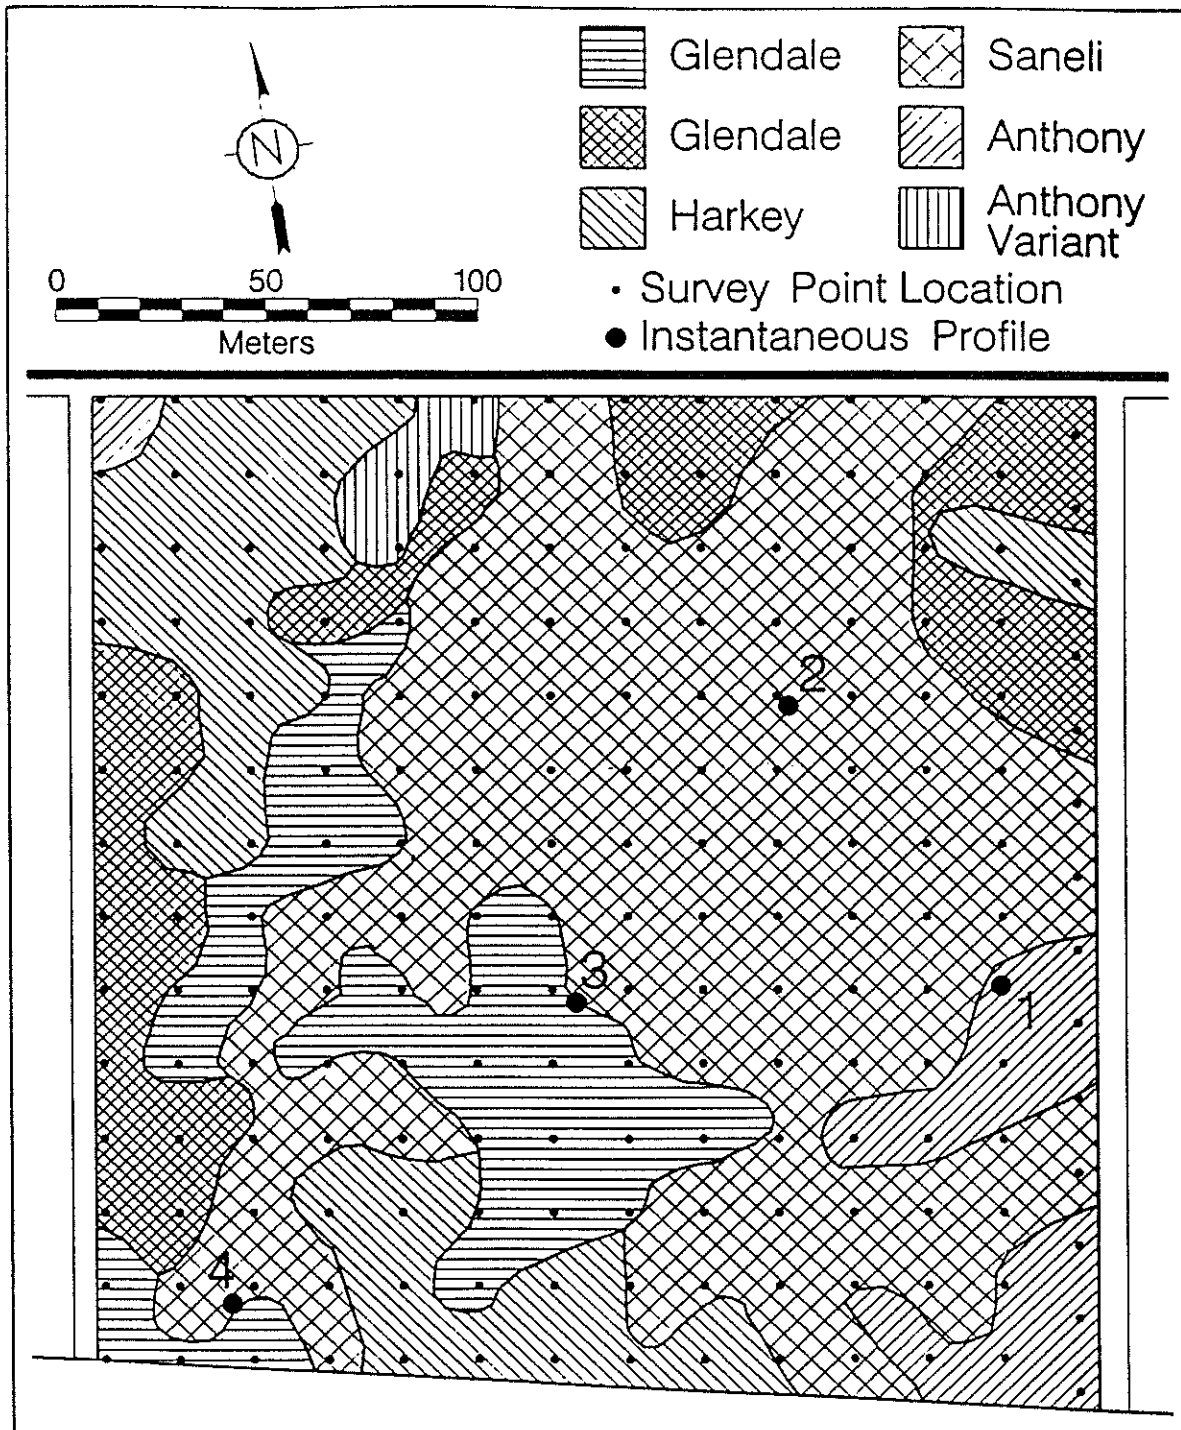 N
Glendale
Saneli
Glendale
Anthony
Harkey
Anthony
Variant
0 50 100
Meters
Survey Point Location
Instantaneous Profile
2
3
1
4